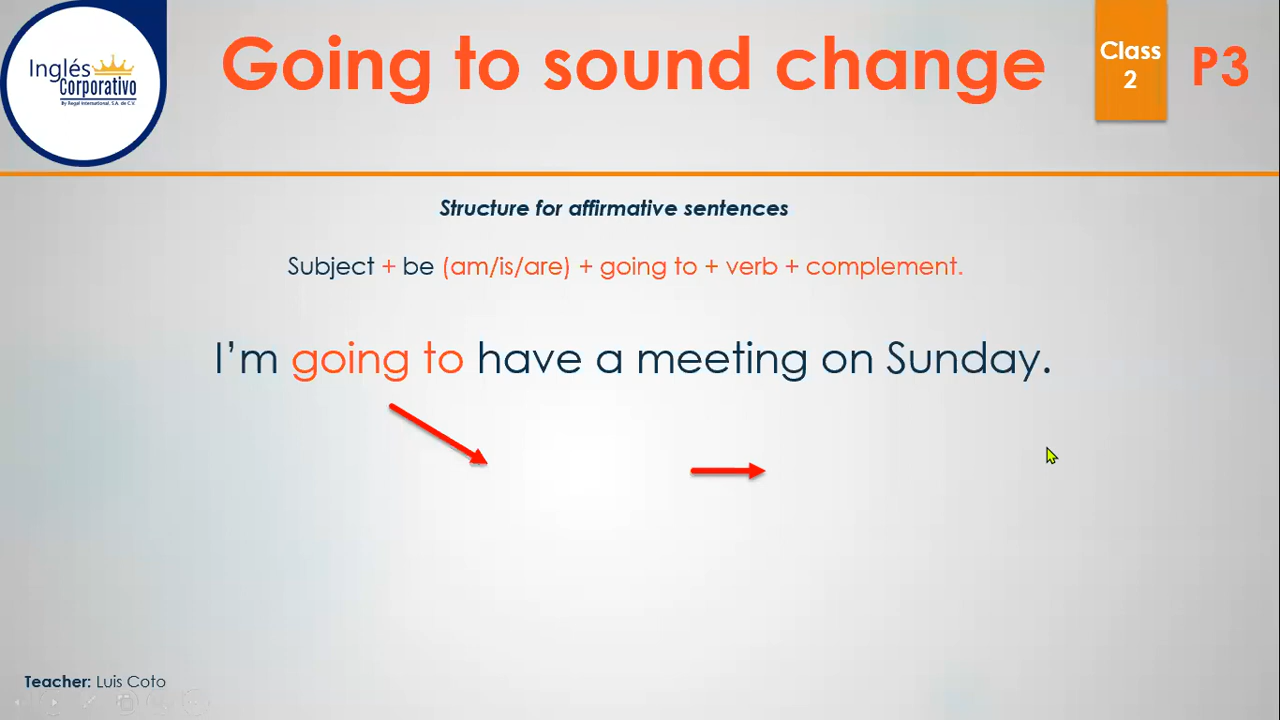 Inglés
Corporativo
By Regal International, S.A. de C.V.
Going to sound change
Class
2
P3
Structure for affirmative sentences
Subject + be (am/is/are) + going to + verb + complement.
I’m going to have a meeting on Sunday.
Teacher: Luis Coto